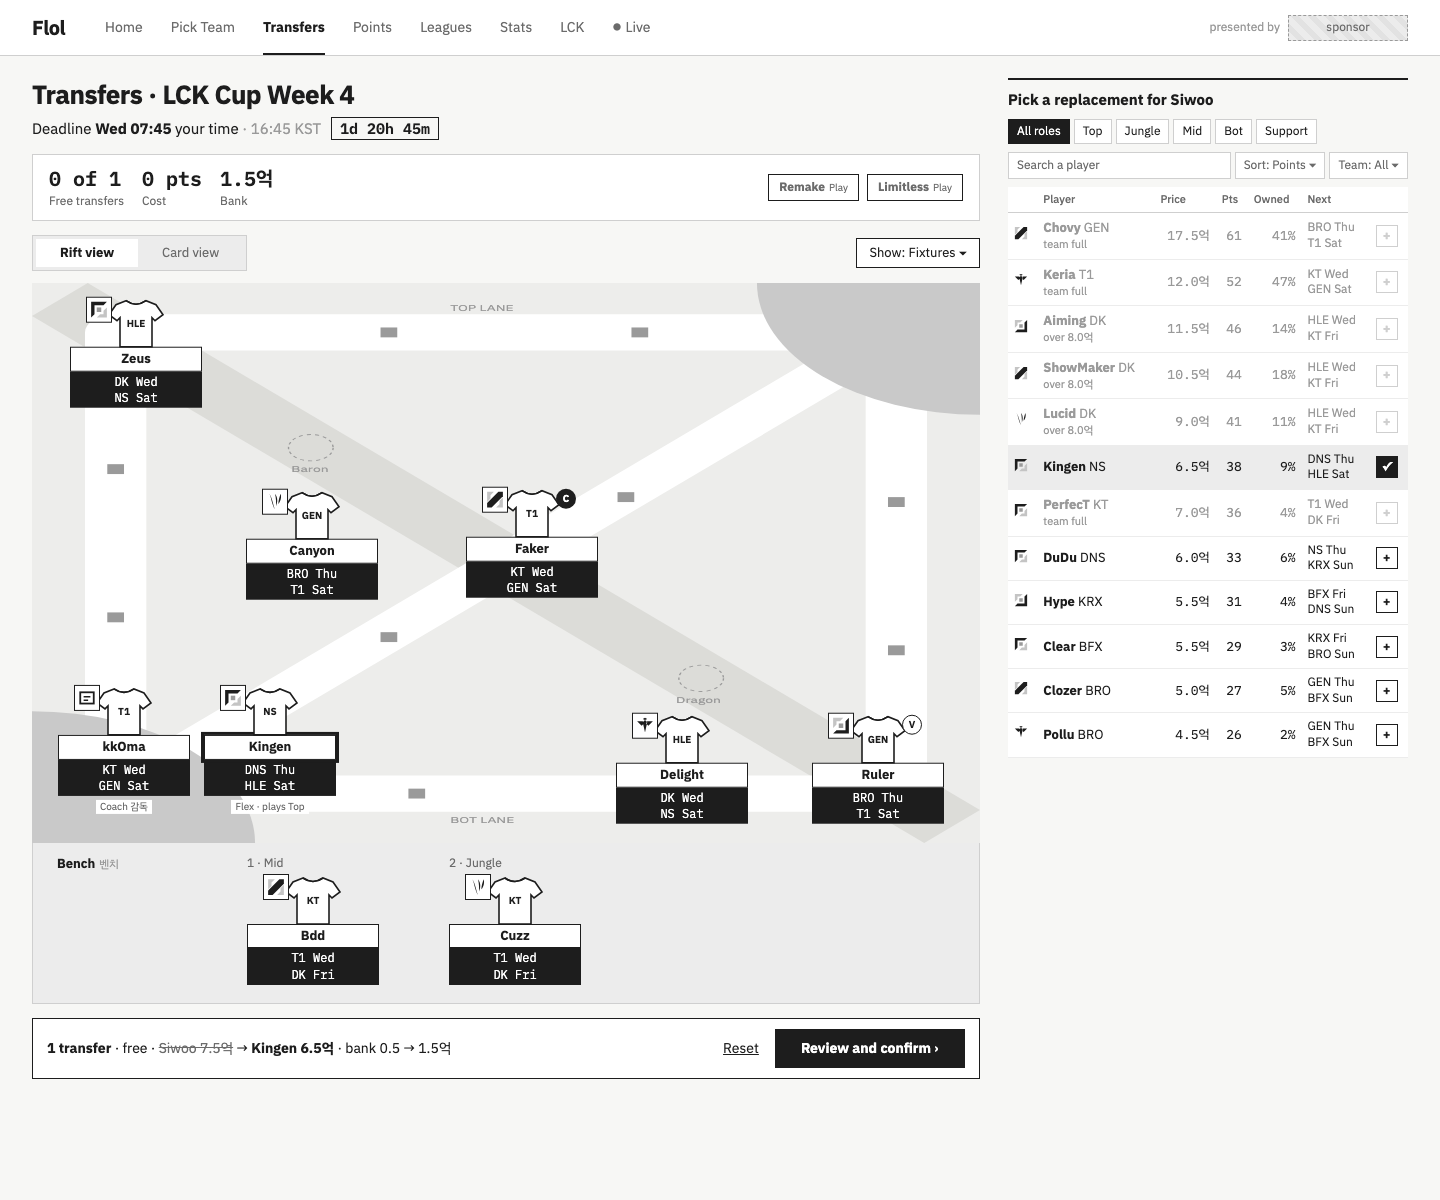 Flol
Home
Pick Team
Transfers
Points
Leagues
Stats
LCK
Live
presented by
sponsor
Transfers · LCK Cup Week 4
Deadline Wed 07:45 your time · 16:45 KST
1d 20h 45m
0 of 1
Free transfers
0 pts
Cost
1.5억
Bank
Remake Play
Limitless Play
Rift view
Card view
Show: Fixtures
TOP LANE
HLE
Zeus
DK Wed
NS Sat
Baron
GEN
Canyon
BRO Thu
T1 Sat
T1
C
Faker
KT Wed
GEN Sat
Dragon
T1
kkOma
KT Wed
GEN Sat
Coach 감독
NS
Kingen
DNS Thu
HLE Sat
Flex · plays Top
HLE
Delight
DK Wed
NS Sat
GEN
V
Ruler
BRO Thu
T1 Sat
BOT LANE
Bench 벤치
1 · Mid
KT
Bdd
T1 Wed
DK Fri
2 · Jungle
KT
Cuzz
T1 Wed
DK Fri
1 transfer · free · Siwoo 7.5억 → Kingen 6.5억 · bank 0.5 → 1.5억
Reset
Review and confirm ›
Pick a replacement for Siwoo
All roles
Top
Jungle
Mid
Bot
Support
Search a player
Sort: Points
Team: All
Player Price Pts Owned Next
Chovy GEN 17.5억 61 41% BRO Thu
team full T1 Sat
+
Keria T1 12.0억 52 47% KT Wed
team full GEN Sat
+
Aiming DK 11.5억 46 14% HLE Wed
over 8.0억 KT Fri
+
ShowMaker DK 10.5억 44 18% HLE Wed
over 8.0억 KT Fri
+
Lucid DK 9.0억 41 11% HLE Wed
over 8.0억 KT Fri
+
Kingen NS 6.5억 38 9% DNS Thu
HLE Sat
✔
PerfecT KT 7.0억 36 4% T1 Wed
team full DK Fri
+
DuDu DNS 6.0억 33 6% NS Thu
KRX Sun
+
Hype KRX 5.5억 31 4% BFX Fri
DNS Sun
+
Clear BFX 5.5억 29 3% KRX Fri
BRO Sun
+
Clozer BRO 5.0억 27 5% GEN Thu
BFX Sun
+
Pollu BRO 4.5억 26 2% GEN Thu
BFX Sun
+